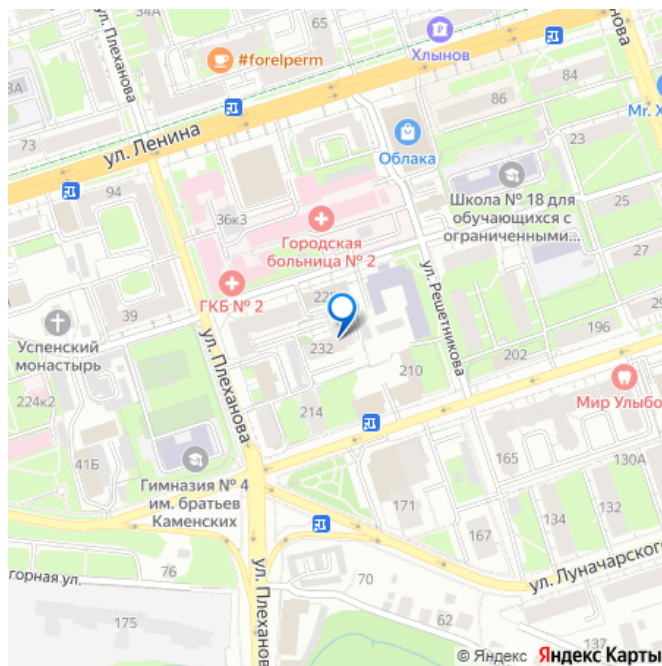 ул. Плеханова
65
#forelperm
Хлынов
нова
84
86
33А
73
ул. Ленина
Облака
Mr. X
23
94
36к3
Школа № 18 для
обучающихся с
ограниченными...
25
Городская
больница № 2
27
ГКБ № 2
ул. Решетникова
39
Успенский
монастырь
ул. Плеханова
232
196
202
210
224к2
214
Мир Улыбо
41Б
Гимназия № 4
им. братьев
Каменских
165
130А
171
167
134
132
76
горная ул.
70
ул. Луначарского
ул. Плеханова
175
62
137
© Яндекс Яндекс Карты